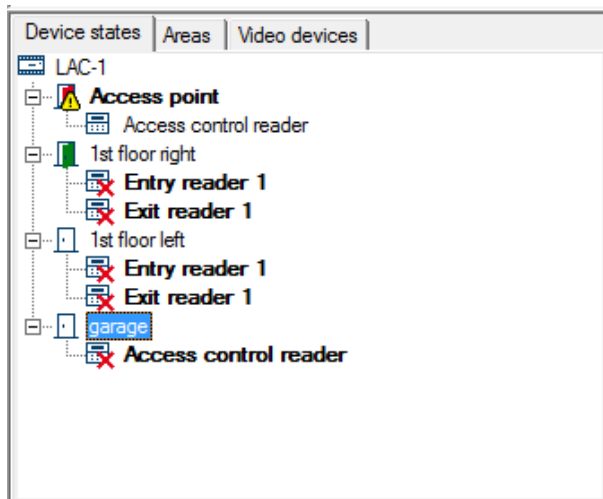 Device states Areas Video devices
LAC-1
Access point
Access control reader
1st floor right
Entry reader 1
Exit reader 1
1st floor left
Entry reader 1
Exit reader 1
garage
Access control reader